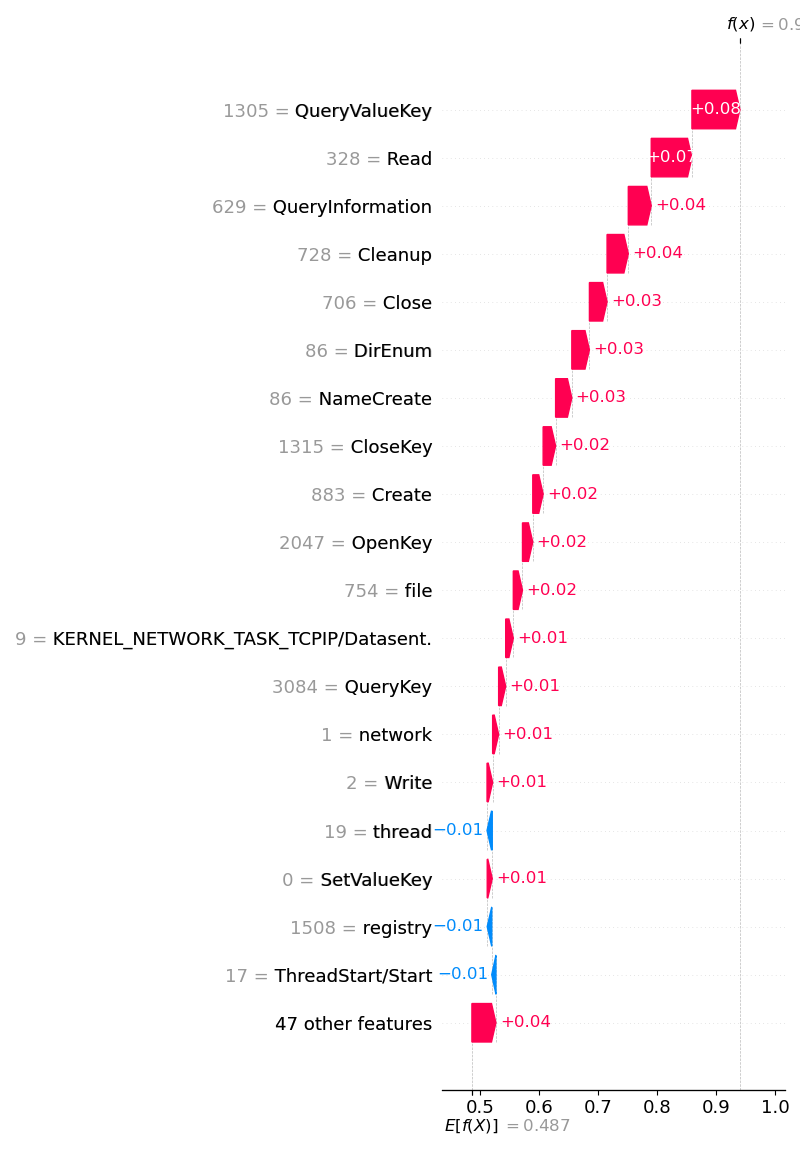 f(x) = 0.9
1305 = QueryValueKey +0.08
328 = Read +0.07
629 = QueryInformation +0.04
728 = Cleanup +0.04
706 = Close +0.03
86 = DirEnum +0.03
86 = NameCreate +0.03
1315 = CloseKey +0.02
883 = Create +0.02
2047 = OpenKey +0.02
754 = file +0.02
9 = KERNEL_NETWORK_TASK_TCPIP/Datasent. +0.01
3084 = QueryKey +0.01
1 = network +0.01
2 = Write +0.01
19 = thread −0.01
0 = SetValueKey +0.01
1508 = registry −0.01
17 = ThreadStart/Start −0.01
47 other features +0.04
0.5 0.6 0.7 0.8 0.9 1.0
E[f(X)] = 0.487